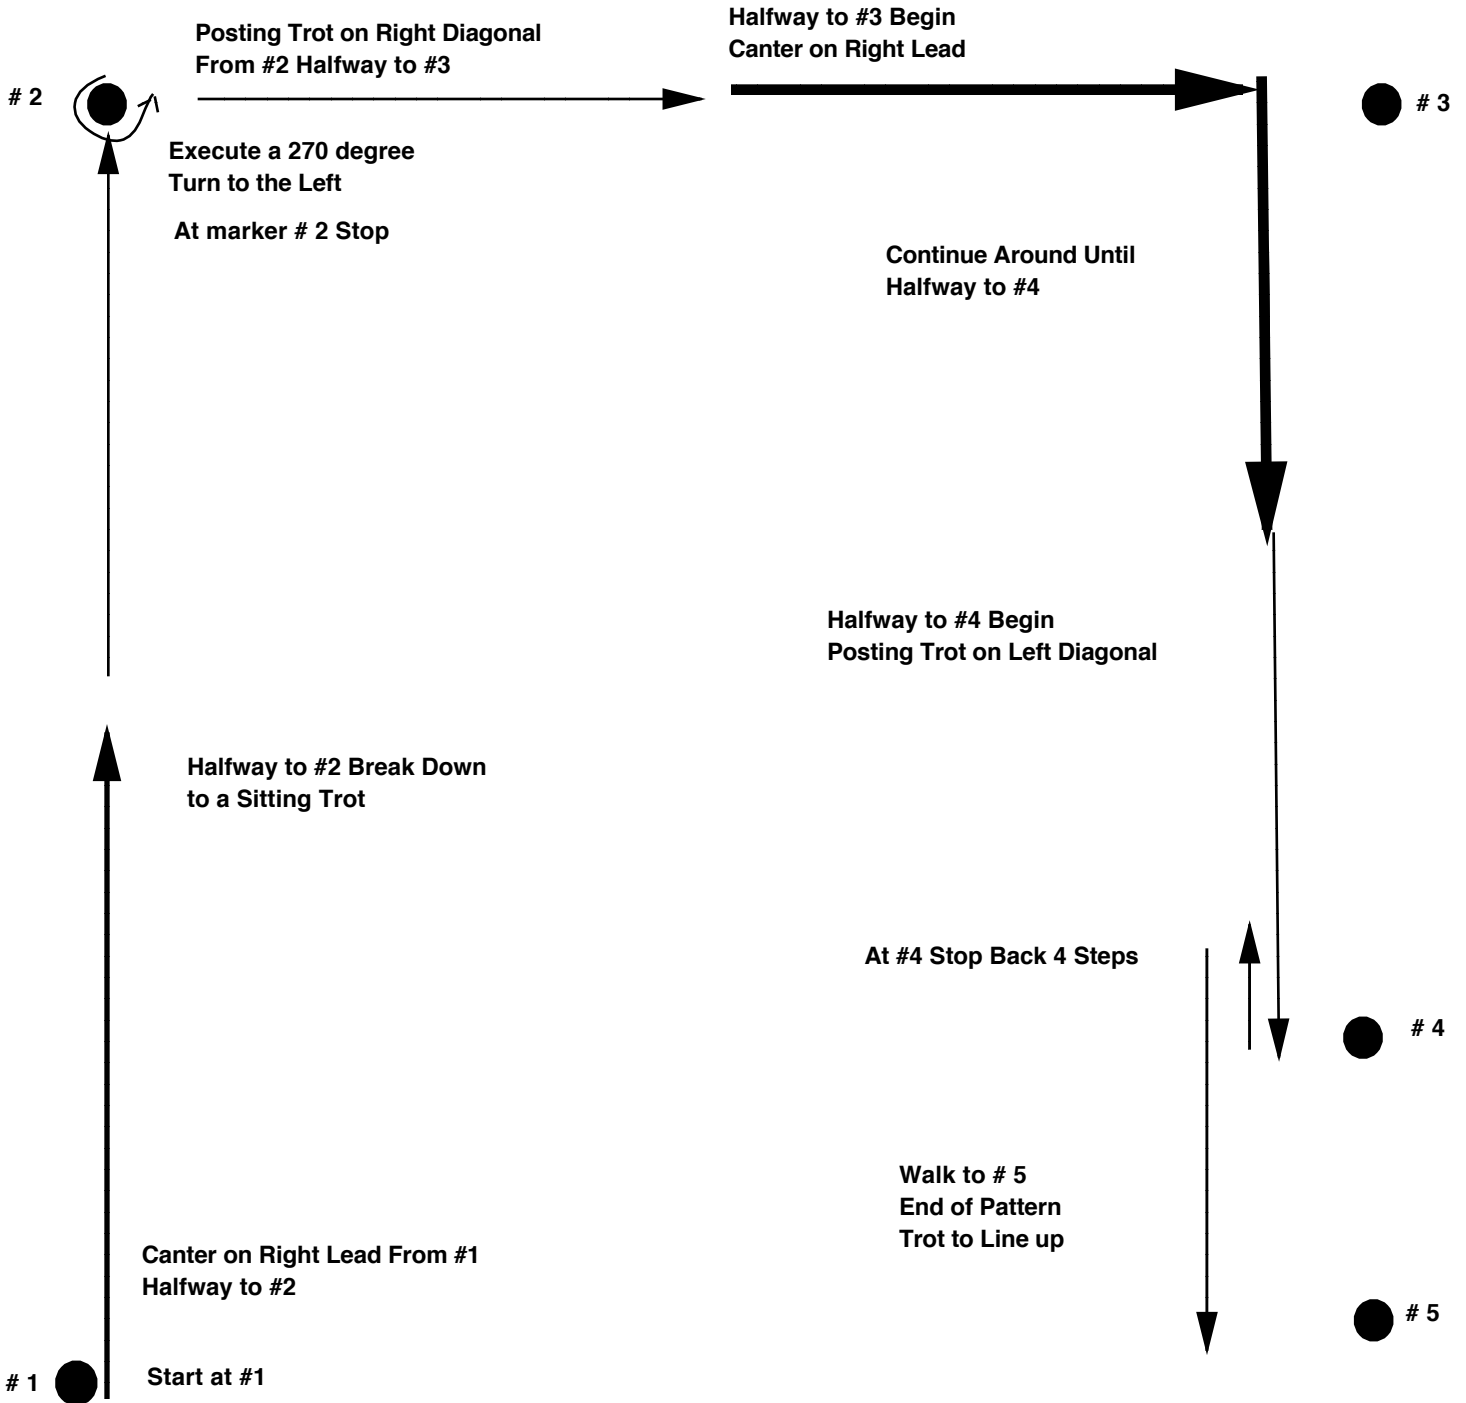 Halfway to #3 Begin
Canter on Right Lead
Posting Trot on Right Diagonal
From #2 Halfway to #3
# 2
# 3
Execute a 270 degree
Turn to the Left
At marker # 2 Stop
Continue Around Until
Halfway to #4
Halfway to #4 Begin
Posting Trot on Left Diagonal
Halfway to #2 Break Down
to a Sitting Trot
At #4 Stop Back 4 Steps
# 4
Walk to # 5
End of Pattern
Trot to Line up
Canter on Right Lead From #1
Halfway to #2
# 5
Start at #1
# 1